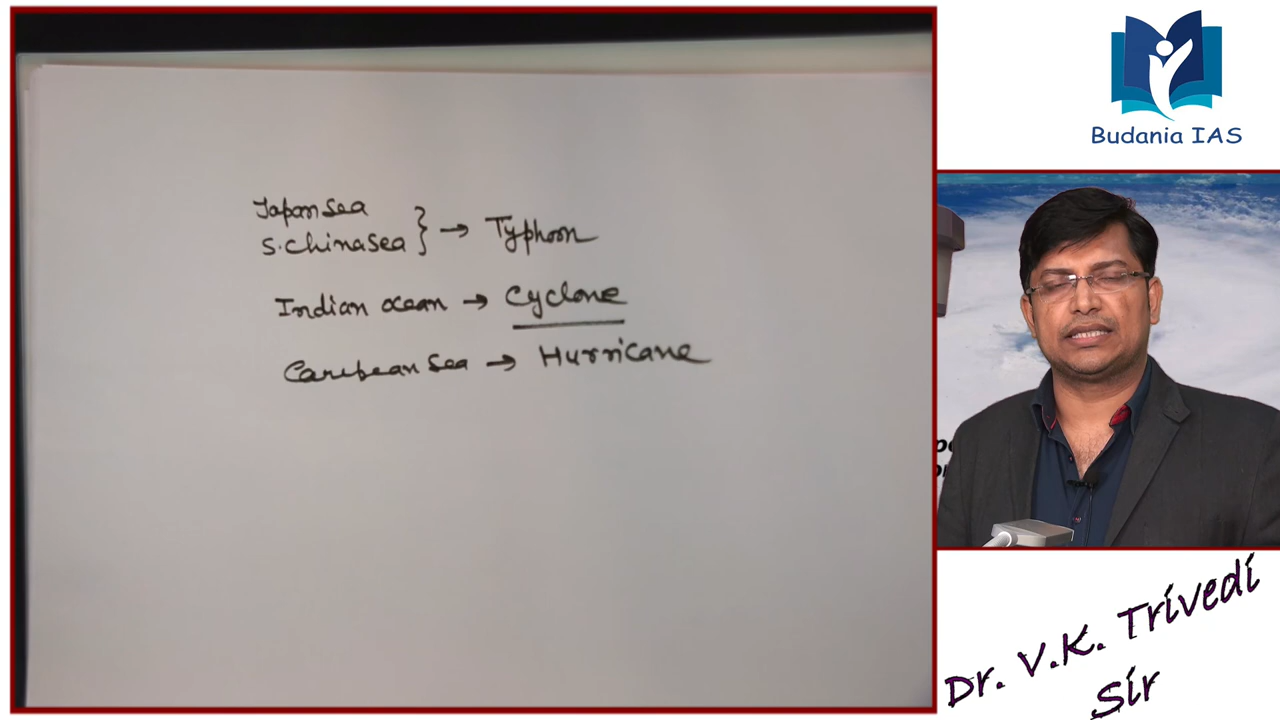 Japan Sea
S. China Sea } → Typhoon
Indian ocean → Cyclone
Caribean Sea → Hurricane
Budania IAS
Dr. V.K. Trivedi
Sir